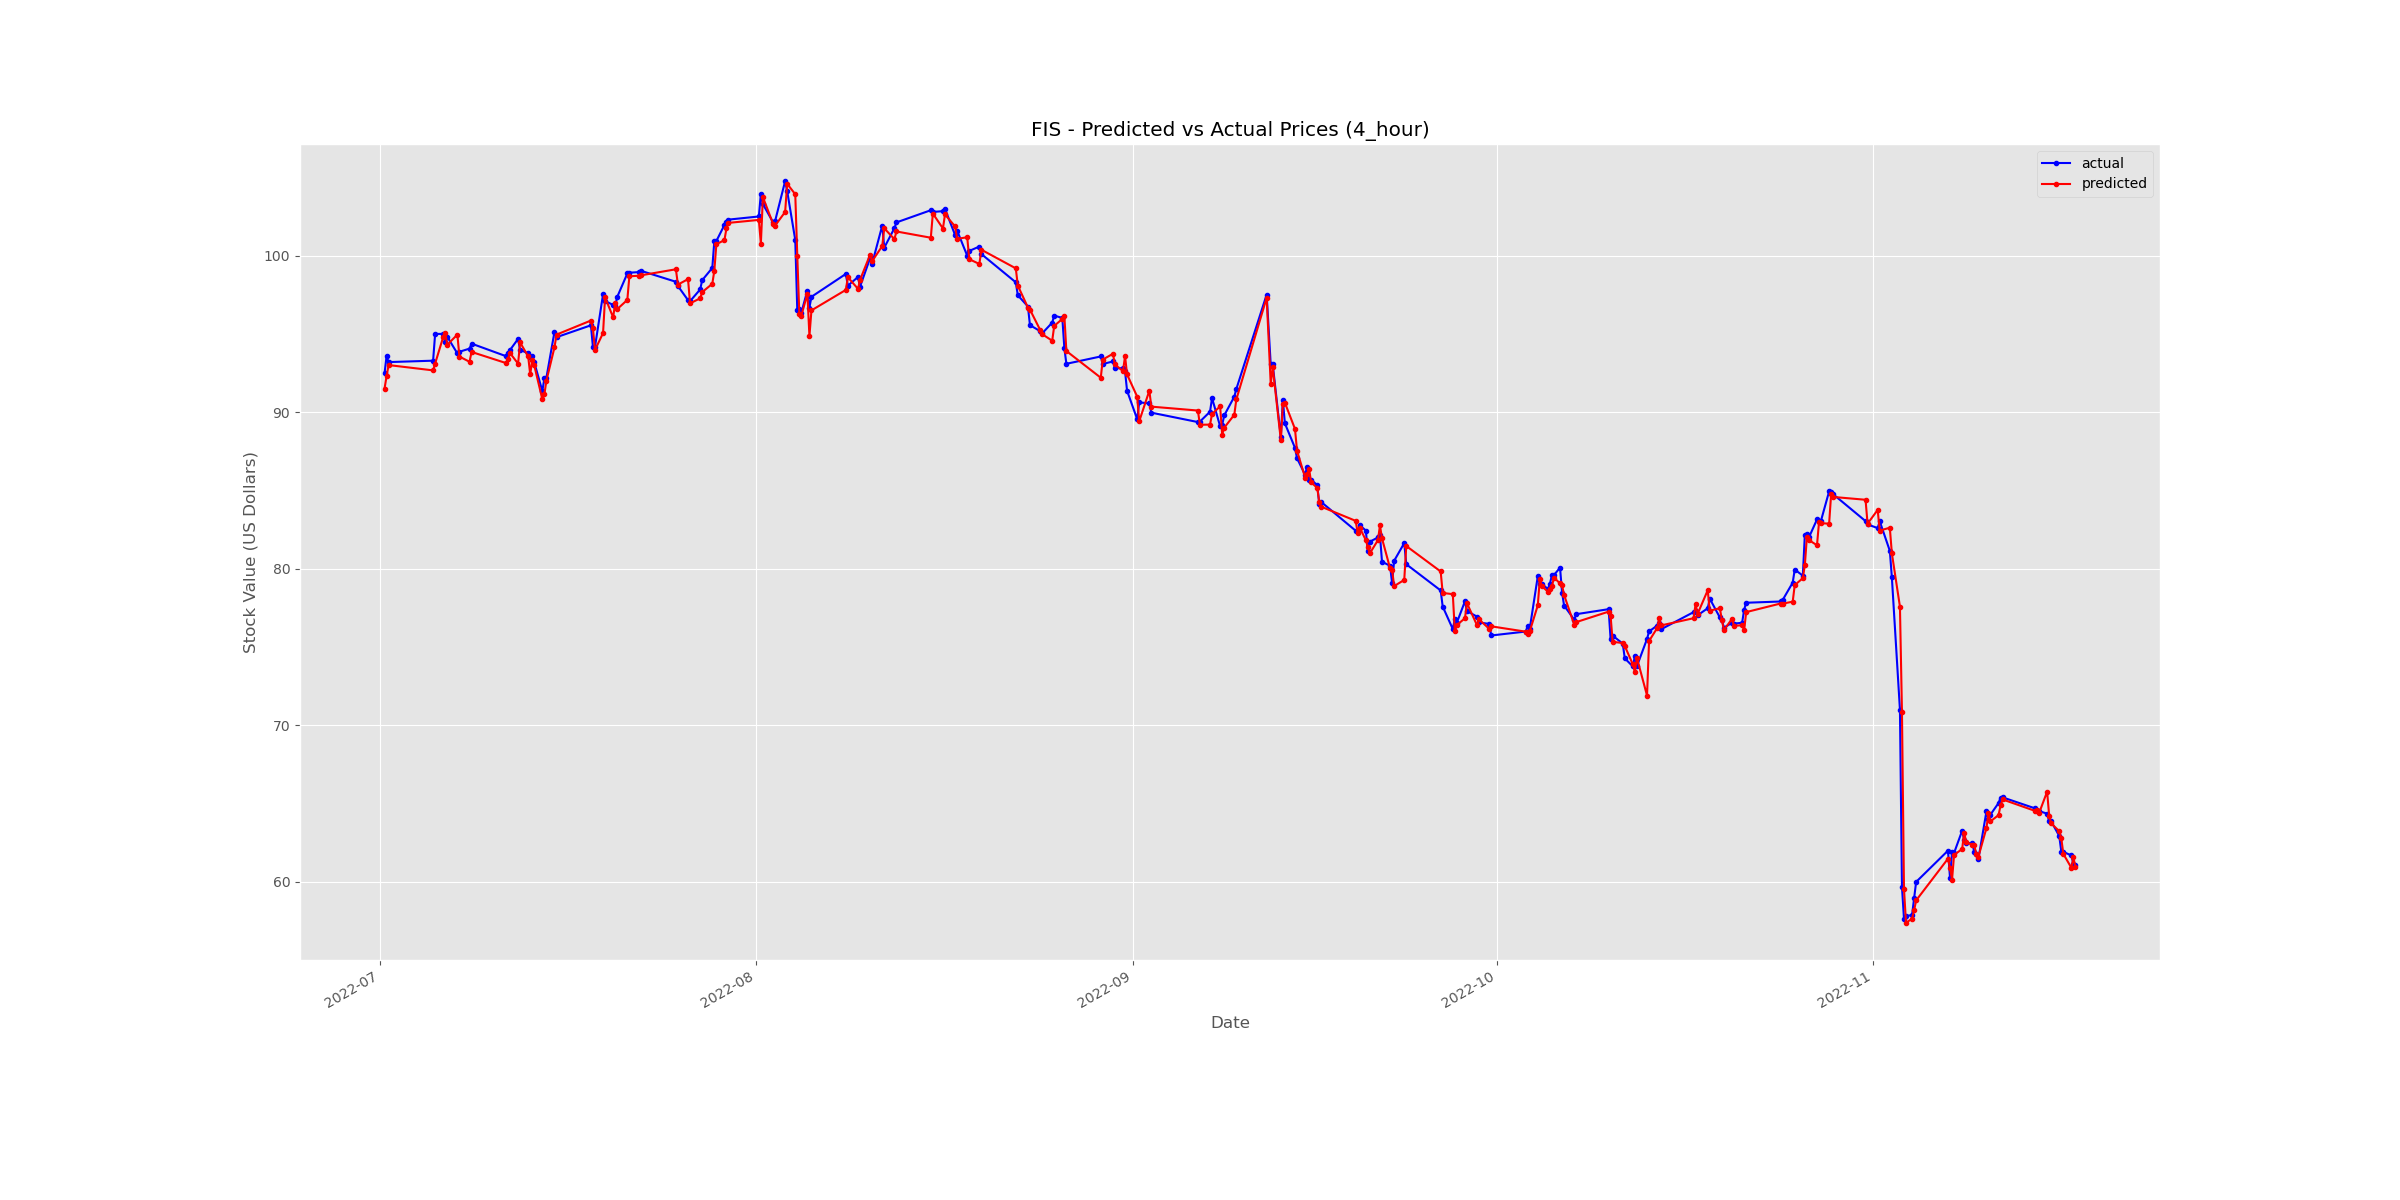 FIS - Predicted vs Actual Prices (4_hour)
actual
predicted
Stock Value (US Dollars)
100
90
80
70
60
2022-07
2022-08
2022-09
2022-10
2022-11
Date